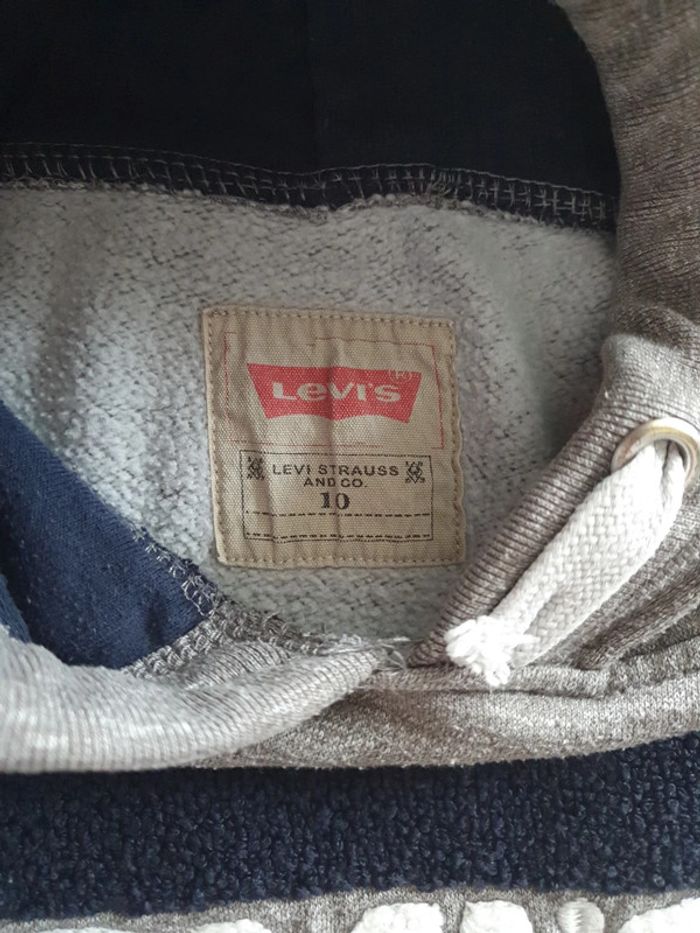 LEVI'S
LEVI STRAUSS
AND CO.
10